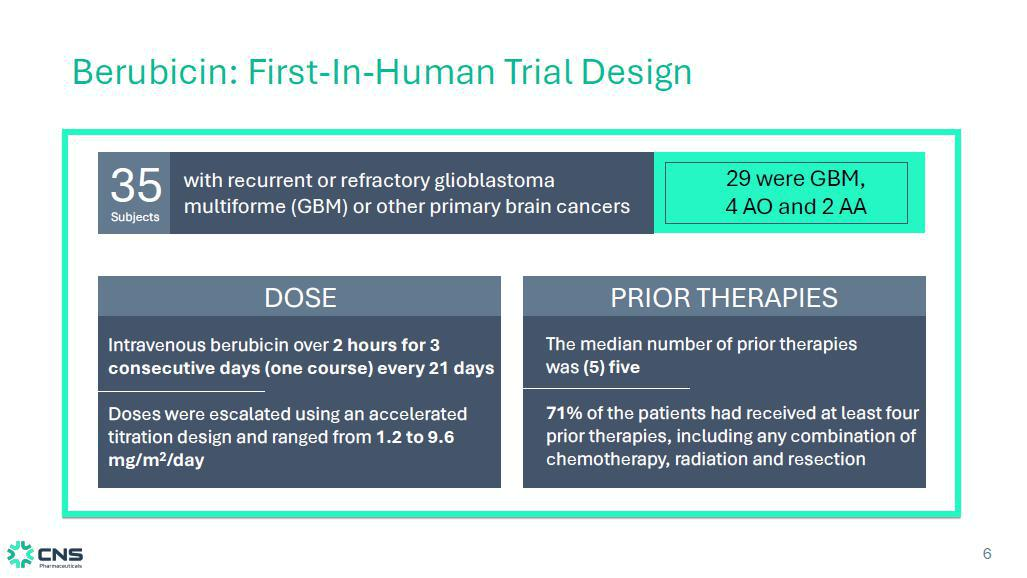 Berubicin: First-In-Human Trial Design
35
Subjects
with recurrent or refractory glioblastoma
multiforme (GBM) or other primary brain cancers
29 were GBM,
4 AO and 2 AA
DOSE
Intravenous berubicin over 2 hours for 3
consecutive days (one course) every 21 days
Doses were escalated using an accelerated
titration design and ranged from 1.2 to 9.6
mg/m²/day
PRIOR THERAPIES
The median number of prior therapies
was (5) five
71% of the patients had received at least four
prior therapies, including any combination of
chemotherapy, radiation and resection
CNS
Pharmaceuticals
6